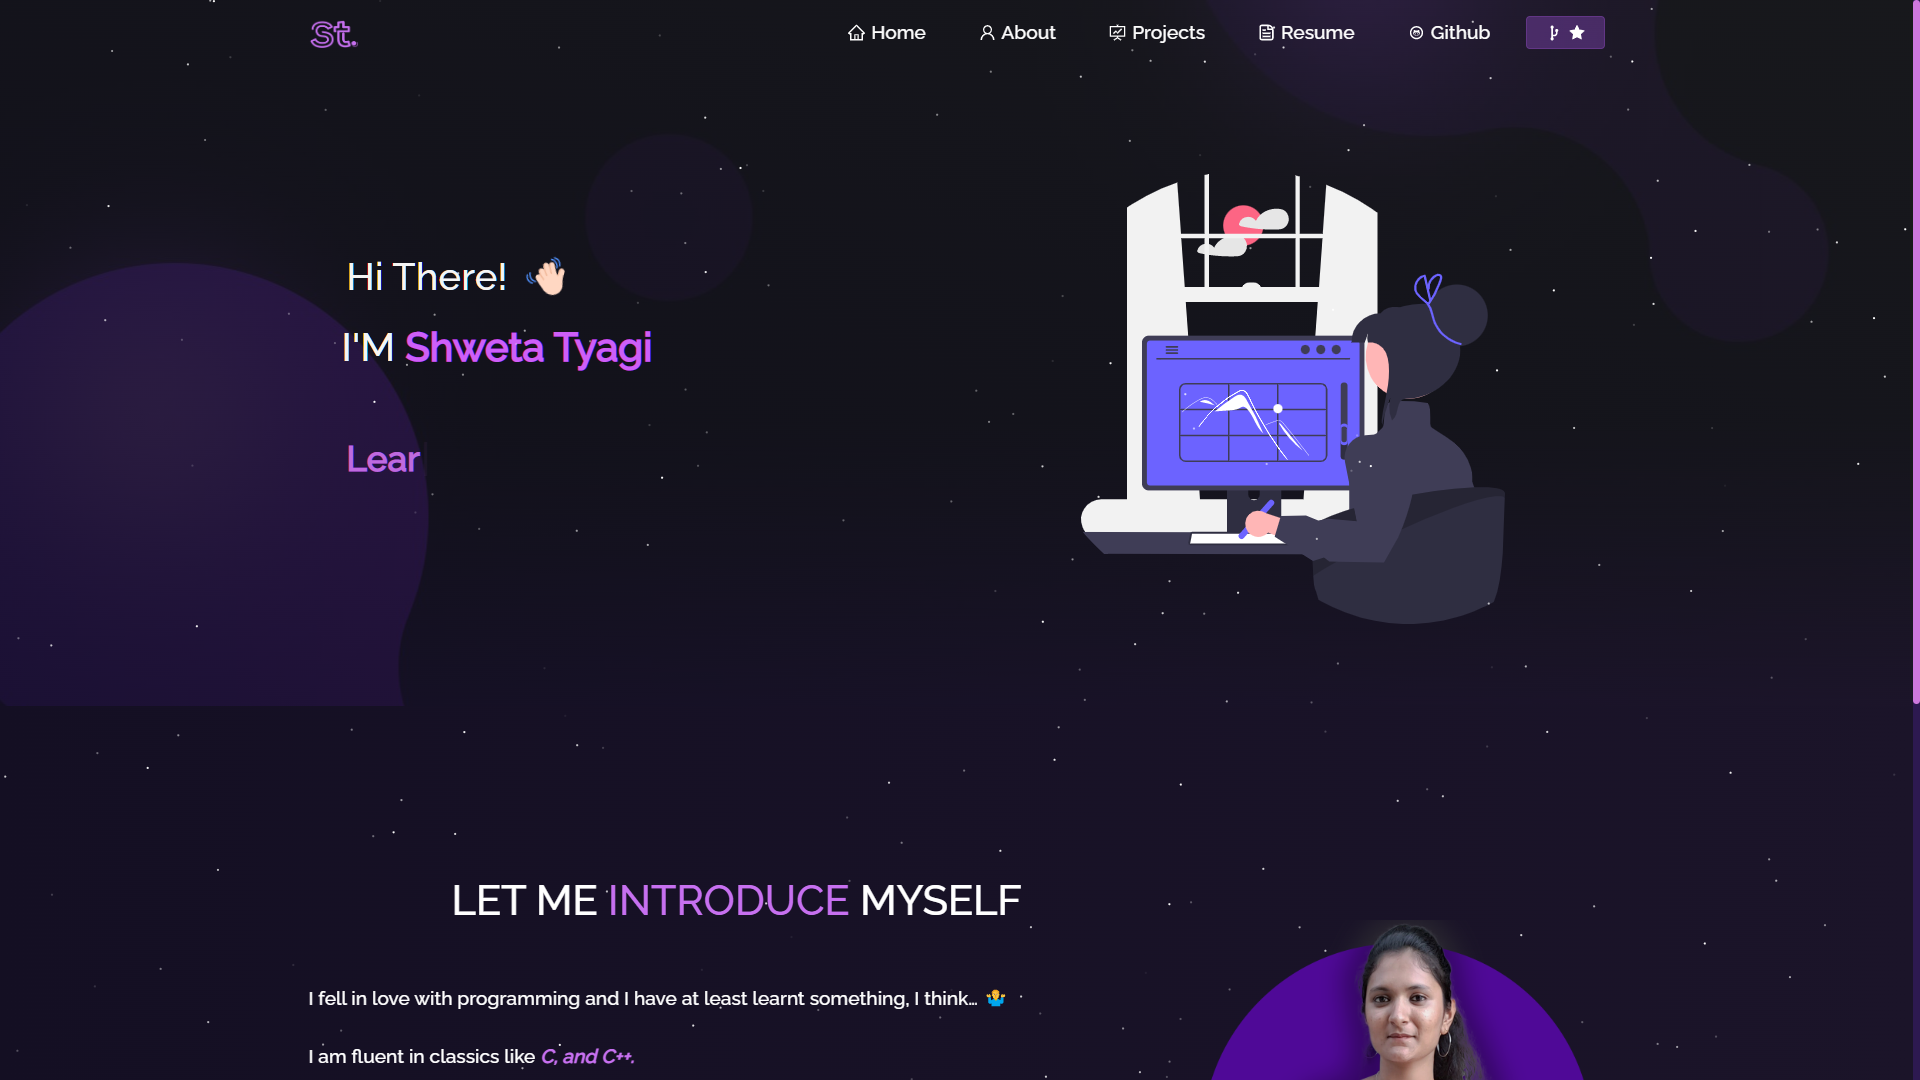 St.
Home
About
Projects
Resume
Github
Hi There! 👋🏻
I'M Shweta Tyagi
Lear
LET ME INTRODUCE MYSELF
I fell in love with programming and I have at least learnt something, I think… 🤷‍♂️
I am fluent in classics like C, and C++.